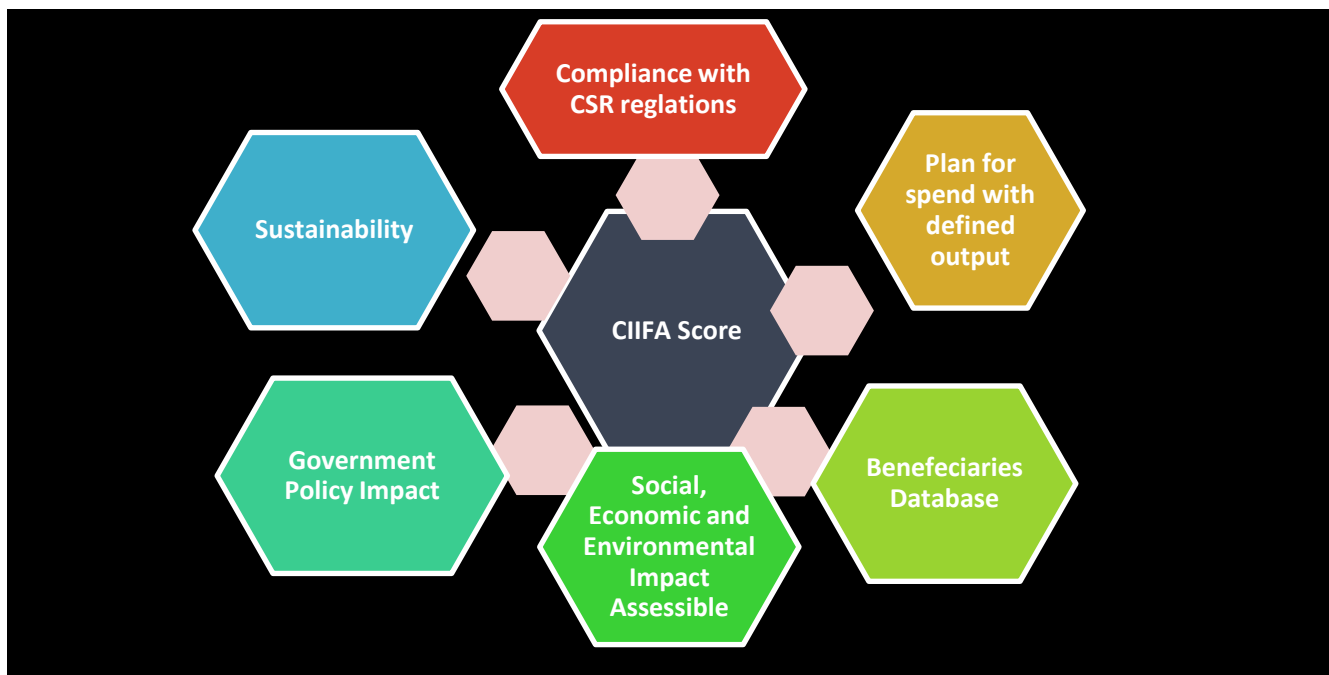 Compliance with
CSR reglations
Plan for
spend with
defined
output
Sustainability
CIIFA Score
Benefeciaries
Database
Government
Policy Impact
Social,
Economic and
Environmental
Impact
Assessible